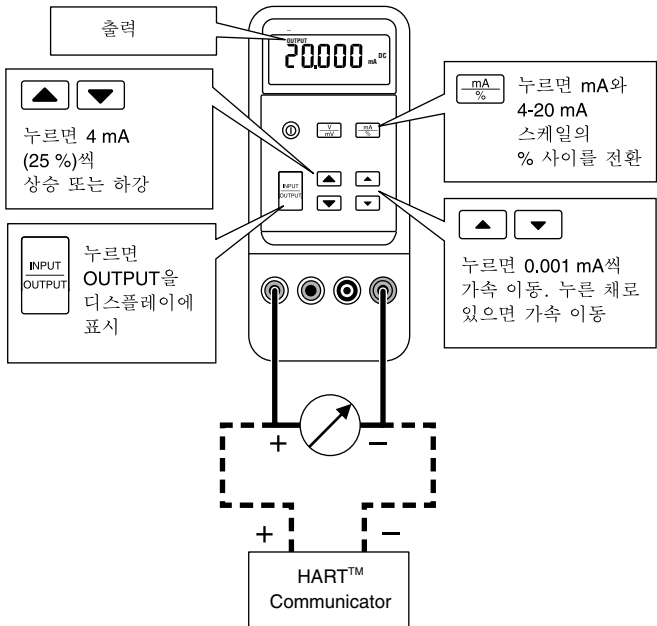 출력
OUTPUT
20.000 mA DC
누르면 4 mA
(25 %)씩
상승 또는 하강
mA
%
누르면 mA와
4-20 mA
스케일의
% 사이를 전환
V
mV
mA
%
INPUT
OUTPUT
INPUT
OUTPUT
누르면
OUTPUT을
디스플레이에
표시
누르면 0.001 mA씩
가속 이동. 누른 채로
있으면 가속 이동
+
−
+
−
HART™
Communicator